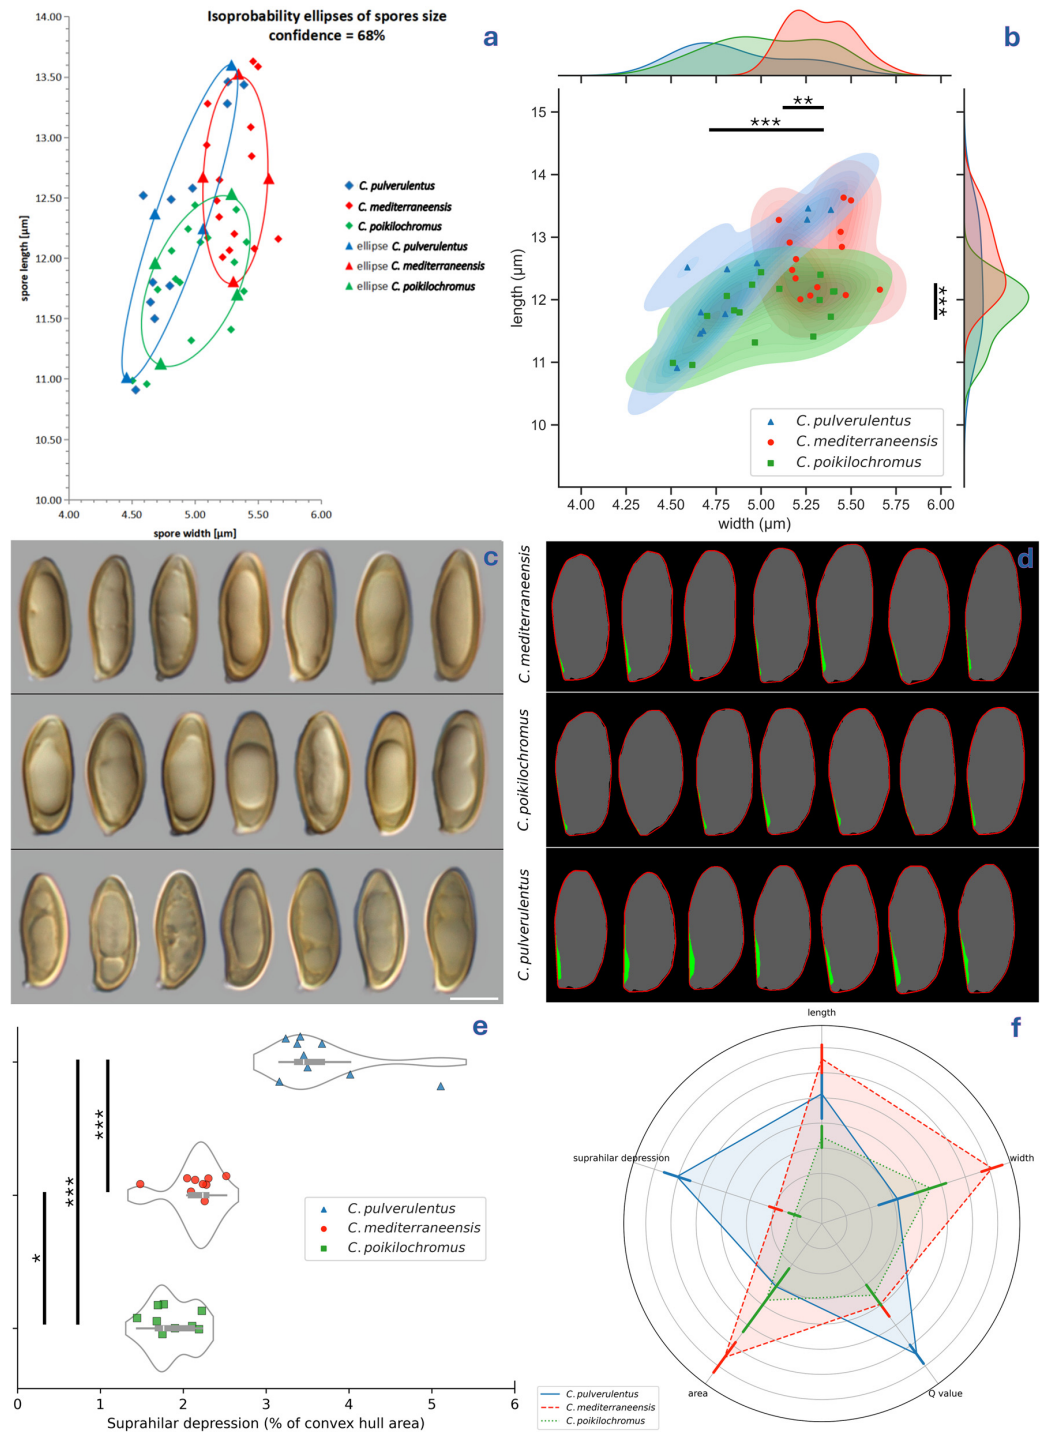 Isoprobability ellipses of spores size
confidence = 68%
a
14.00
13.50
13.00
12.50
12.00
11.50
11.00
10.50
10.00
spore length [µm]
4.00
4.50
5.00
5.50
6.00
spore width [µm]
C. pulverulentus
C. mediterraneensis
C. poikilochromus
ellipse C. pulverulentus
ellipse C. mediterraneensis
ellipse C. poikilochromus
b
**
***
***
15
14
13
12
11
10
length (µm)
4.00
4.25
4.50
4.75
5.00
5.25
5.50
5.75
6.00
width (µm)
C. pulverulentus
C. mediterraneensis
C. poikilochromus
c
d
C. mediterraneensis
C. poikilochromus
C. pulverulentus
e
***
***
*
C. pulverulentus
C. mediterraneensis
C. poikilochromus
0
1
2
3
4
5
6
Suprahilar depression (% of convex hull area)
f
length
suprahilar depression
width
area
Q value
C. pulverulentus
C. mediterraneensis
C. poikilochromus